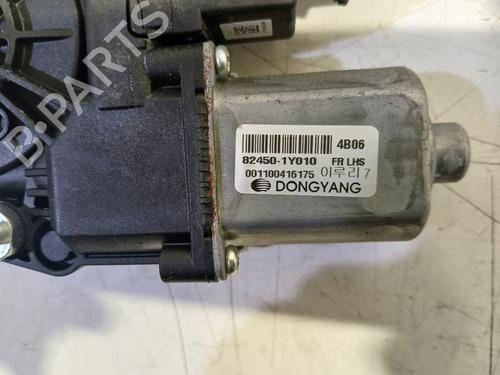 4B06
82450-1Y010 FR LHS
001100416175 이루리 7
DONGYANG
B-PARTS